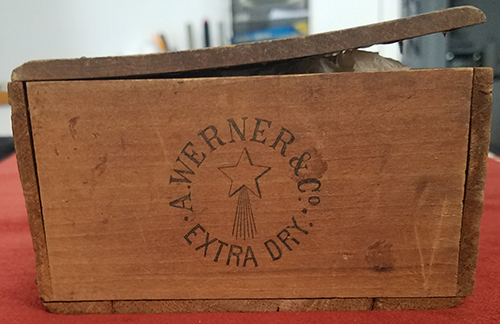 A. WERNER & Co.
EXTRA DRY.